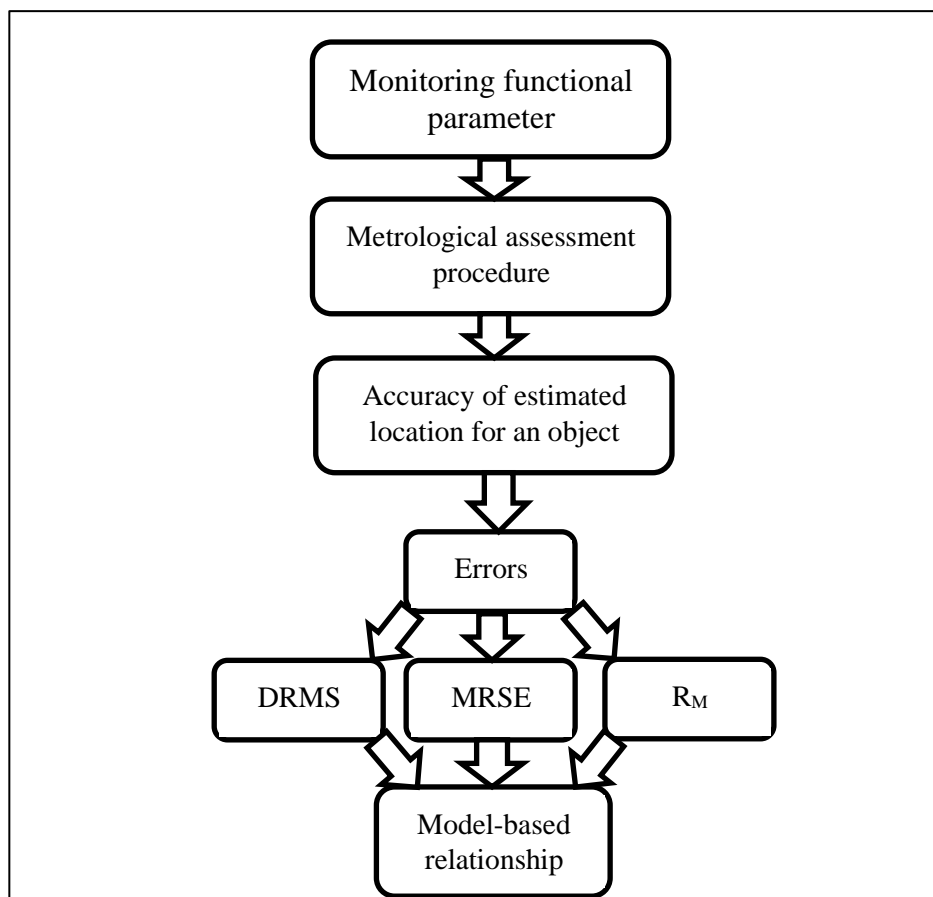 Monitoring functional
parameter
Metrological assessment
procedure
Accuracy of estimated
location for an object
Errors
DRMS
MRSE
R_M
Model-based
relationship